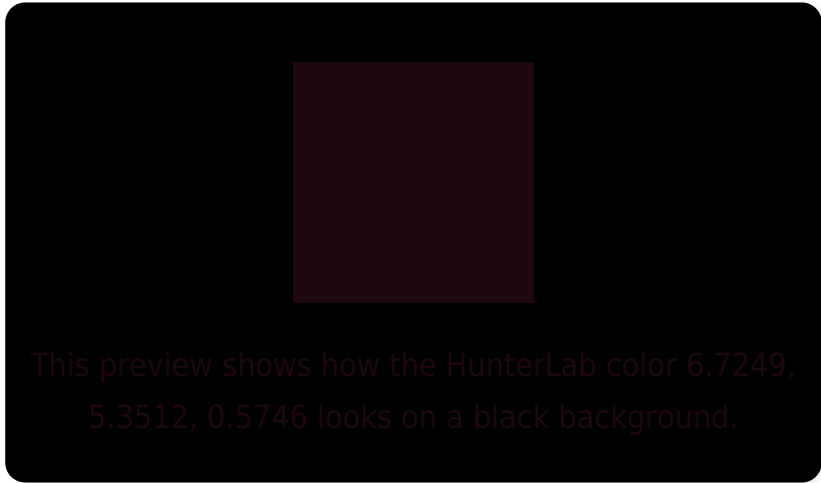 This preview shows how the HunterLab color 6.7249,
5.3512, 0.5746 looks on a black background.